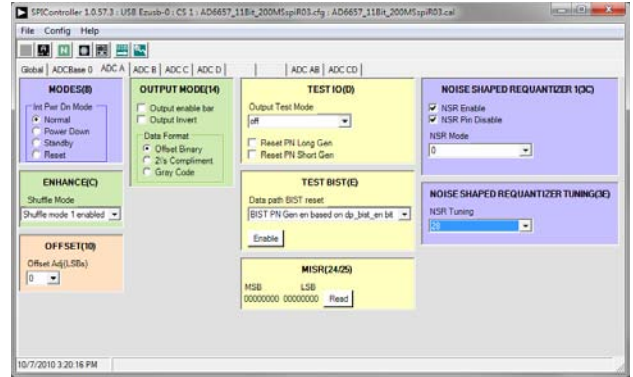 SPIController 1.0.57.3 : USB Ezusb-0 : CS 1 : AD6657_11Bit_200MSspiR03.cfg : AD6657_11Bit_200MSspiR03.cal
File Config Help
Global ADCBase 0 ADC A ADC B ADC C ADC D ADC AB ADC CD
MODES(8)
Int Pwr Dn Mode
Normal
Power Down
Standby
Reset
ENHANCE(C)
Shuffle Mode
Shuffle mode 1 enabled
OFFSET(10)
Offset Adj(LSBs)
0
OUTPUT MODE(14)
Output enable bar
Output Invert
Data Format
Offset Binary
2\'s Compliment
Gray Code
TEST IO(D)
Output Test Mode
off
Reset PN Long Gen
Reset PN Short Gen
TEST BIST(E)
Data path BIST reset
BIST PN Gen en based on dp_bist_en bit
Enable
MISR(24/25)
MSB LSB
00000000 00000000 Read
NOISE SHAPED REQUANTIZER 1(3C)
NSR Enable
NSR Pin Disable
NSR Mode
0
NOISE SHAPED REQUANTIZER TUNING(3E)
NSR Tuning
28
10/7/2010 3:20:16 PM